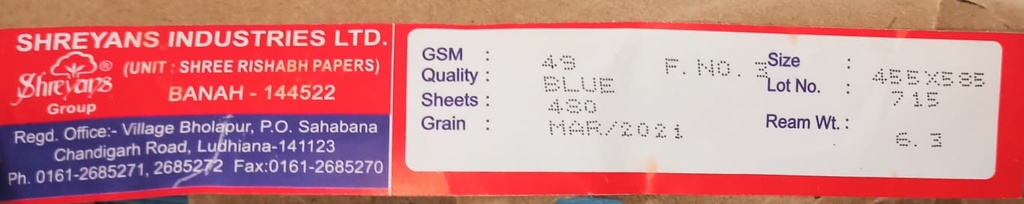 SHREYANS INDUSTRIES LTD.
Shreyans ®
Group
(UNIT : SHREE RISHABH PAPERS)
BANAH - 144522
Regd. Office:- Village Bholapur, P.O. Sahabana
Chandigarh Road, Ludhiana-141123
Ph. 0161-2685271, 2685272 Fax:0161-2685270
GSM : 49 F.NO. 3
Quality : BLUE
Sheets : 480
Grain : MAR/2021
Size : 455X585
Lot No. : 715
Ream Wt. : 6.3